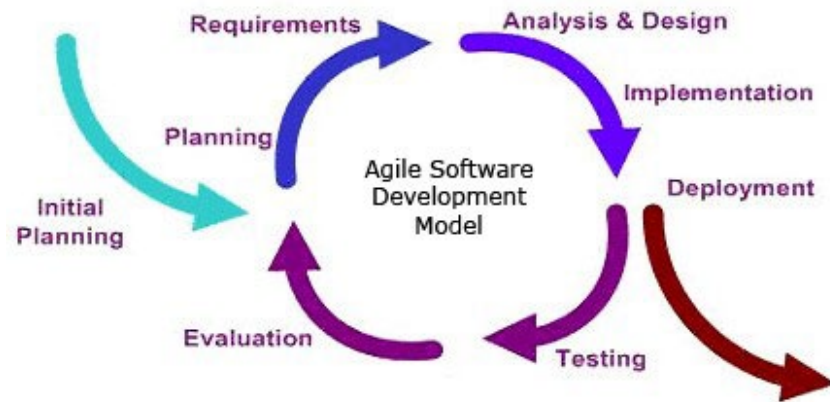 Requirements
Analysis & Design
Implementation
Planning
Agile Software
Development
Model
Deployment
Initial
Planning
Evaluation
Testing